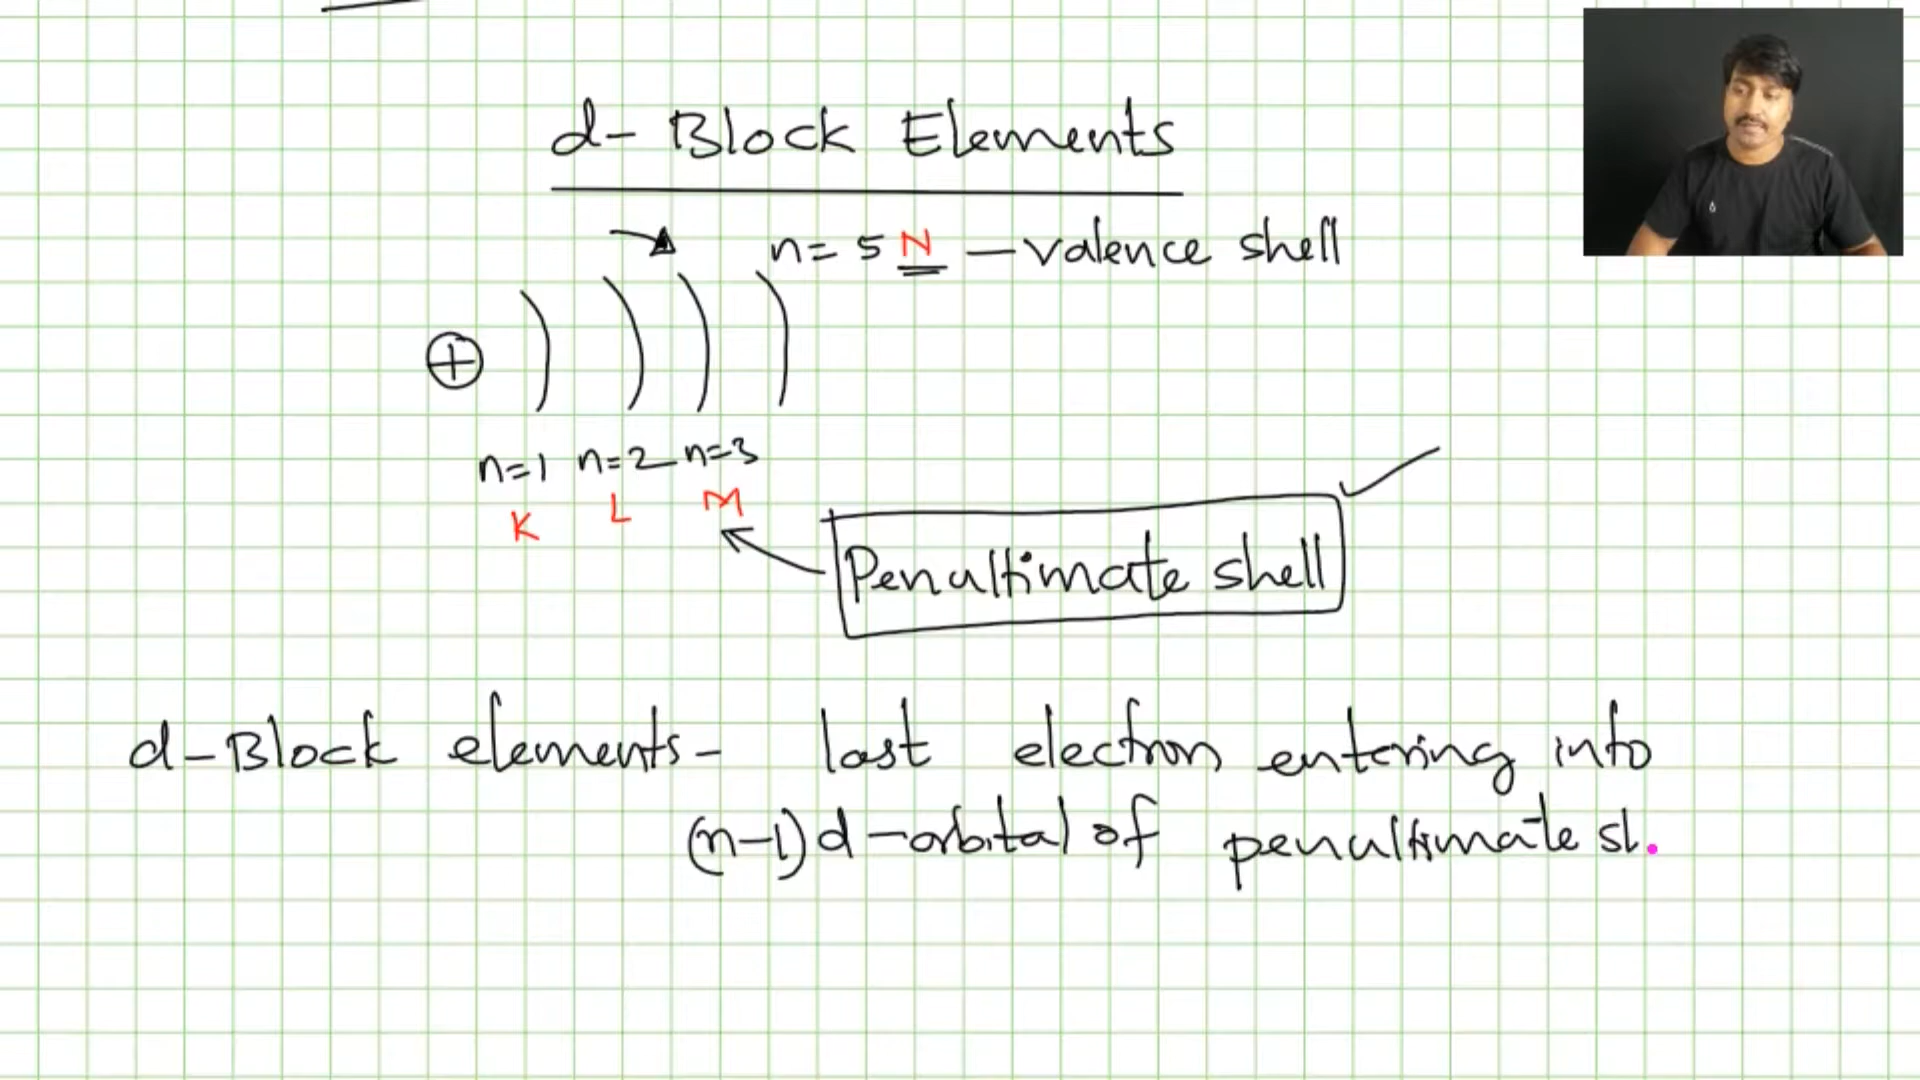 d- Block Elements
n= 5 N — valence shell
+
n=1 n=2 n=3
K L M
Penultimate shell
d-Block elements- last electron entering into
(n-1)d-orbital of penultimate sh